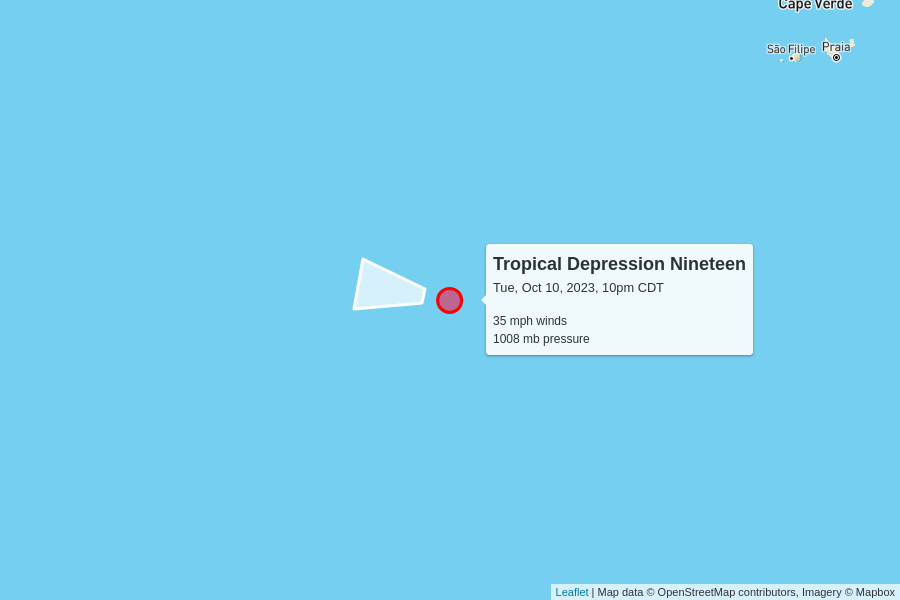 Cape Verde
São Filipe
Praia
Tropical Depression Nineteen
Tue, Oct 10, 2023, 10pm CDT
35 mph winds
1008 mb pressure
Leaflet | Map data © OpenStreetMap contributors, Imagery © Mapbox